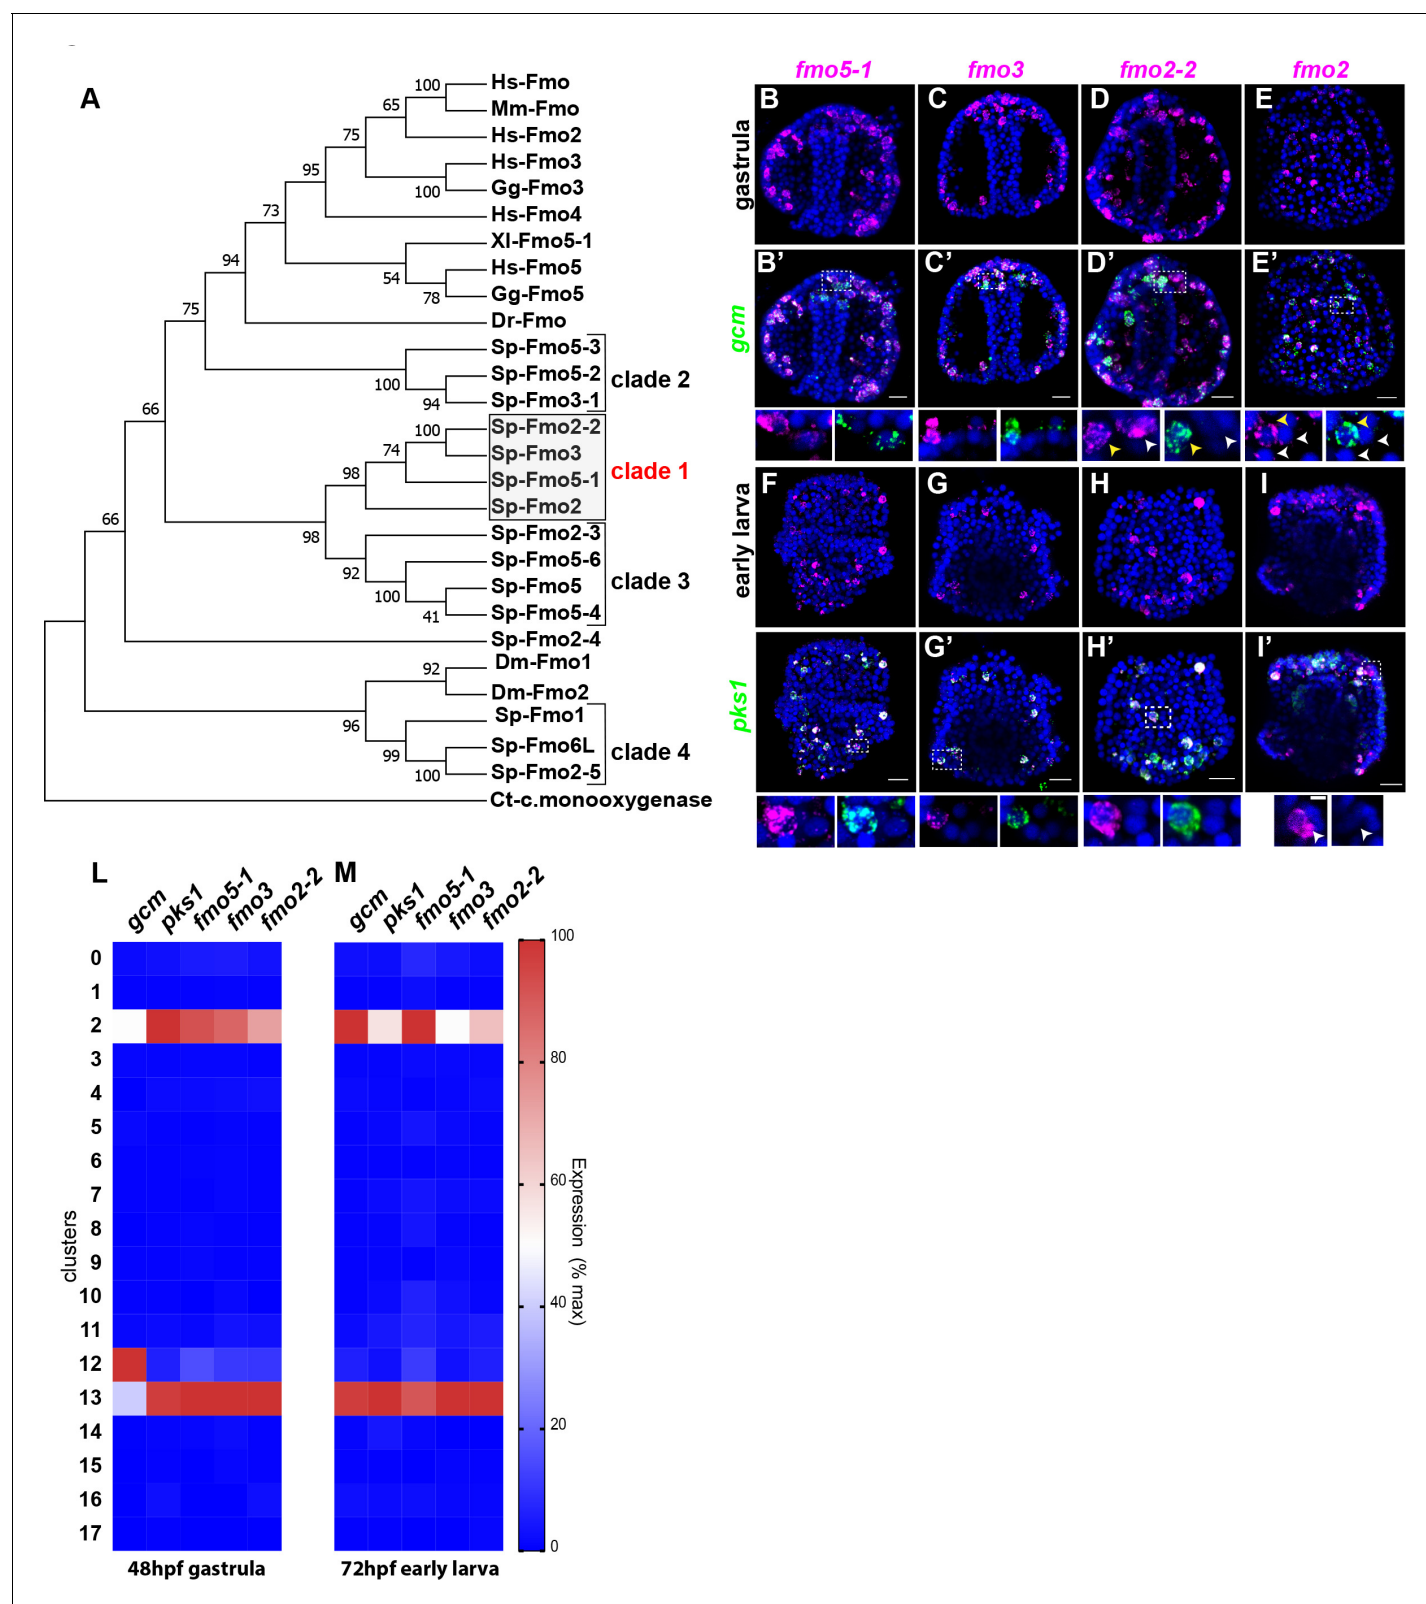 A
Hs-Fmo
Mm-Fmo
Hs-Fmo2
Hs-Fmo3
Gg-Fmo3
Hs-Fmo4
Xl-Fmo5-1
Hs-Fmo5
Gg-Fmo5
Dr-Fmo
Sp-Fmo5-3
Sp-Fmo5-2
Sp-Fmo3-1
Sp-Fmo2-2
Sp-Fmo3
Sp-Fmo5-1
Sp-Fmo2
Sp-Fmo2-3
Sp-Fmo5-6
Sp-Fmo5
Sp-Fmo5-4
Sp-Fmo2-4
Dm-Fmo1
Dm-Fmo2
Sp-Fmo1
Sp-Fmo6L
Sp-Fmo2-5
Ct-c.monooxygenase
clade 2
clade 1
clade 3
clade 4
100
65
75
100
95
73
54
78
94
75
100
94
66
100
74
98
98
92
100
41
66
92
96
99
100
fmo5-1 fmo3 fmo2-2 fmo2
gastrula
B C D E
gcm
B' C' D' E'
early larva
F G H I
pks1
G' H' I'
L
gcm pks1 fmo5-1 fmo3 fmo2-2
M
gcm pks1 fmo5-1 fmo3 fmo2-2
clusters
0
1
2
3
4
5
6
7
8
9
10
11
12
13
14
15
16
17
48hpf gastrula
72hpf early larva
100
80
60
40
20
0
Expression (% max)